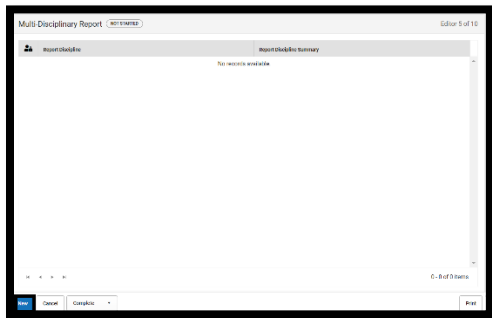 Multi-Disciplinary Report NOT STARTED Editor 5 of 10
Report Discipline Report Discipline Summary
No records available
0 - 0 of 0 items
New Cancel Complete Print